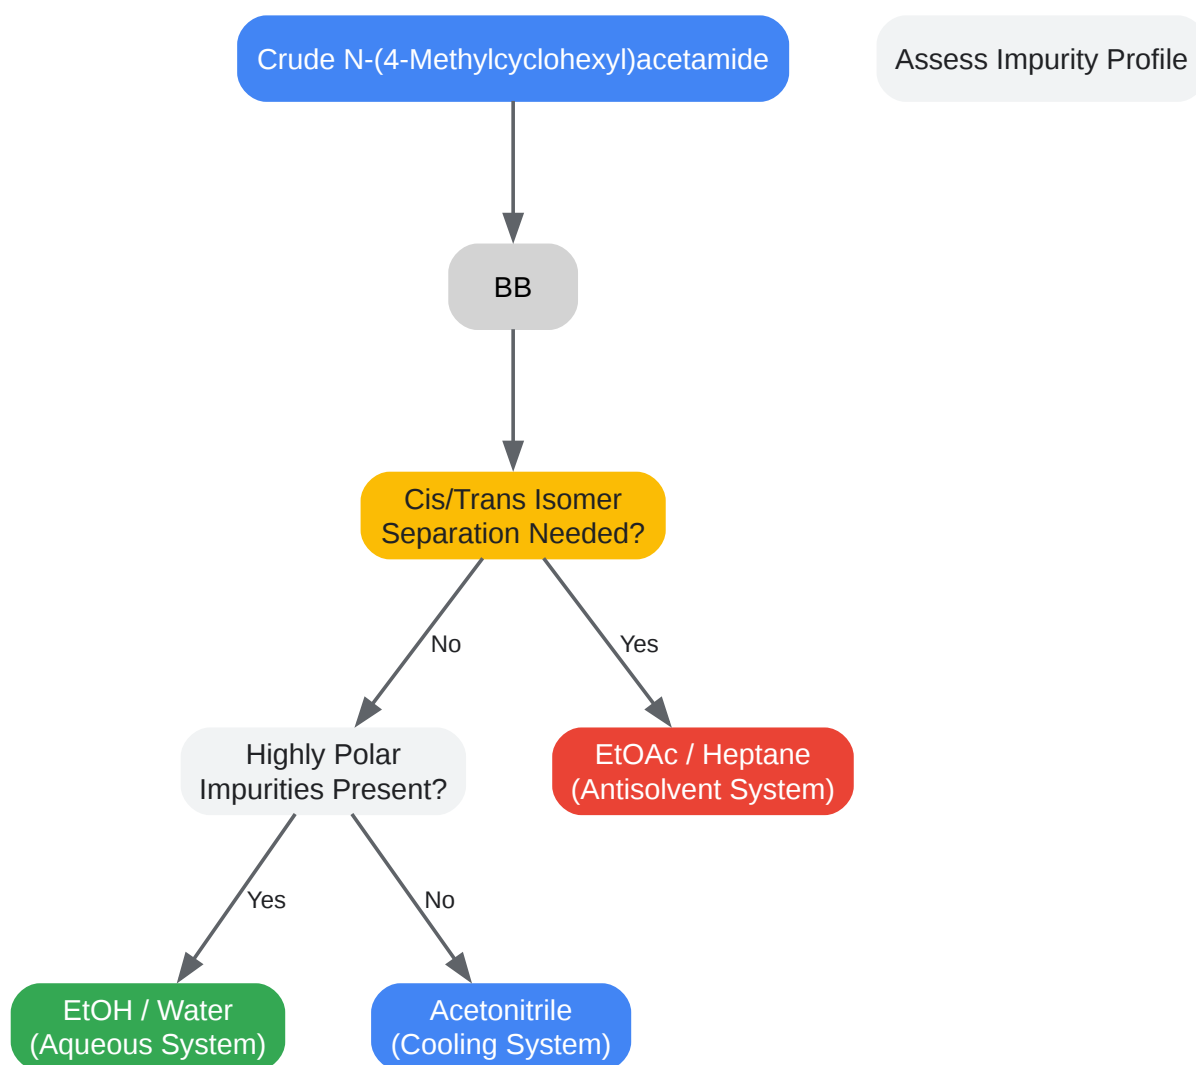 Crude N-(4-Methylcyclohexyl)acetamide
Assess Impurity Profile
BB
Cis/Trans Isomer
Separation Needed?
No
Yes
Highly Polar
Impurities Present?
EtOAc / Heptane
(Antisolvent System)
Yes
No
EtOH / Water
(Aqueous System)
Acetonitrile
(Cooling System)